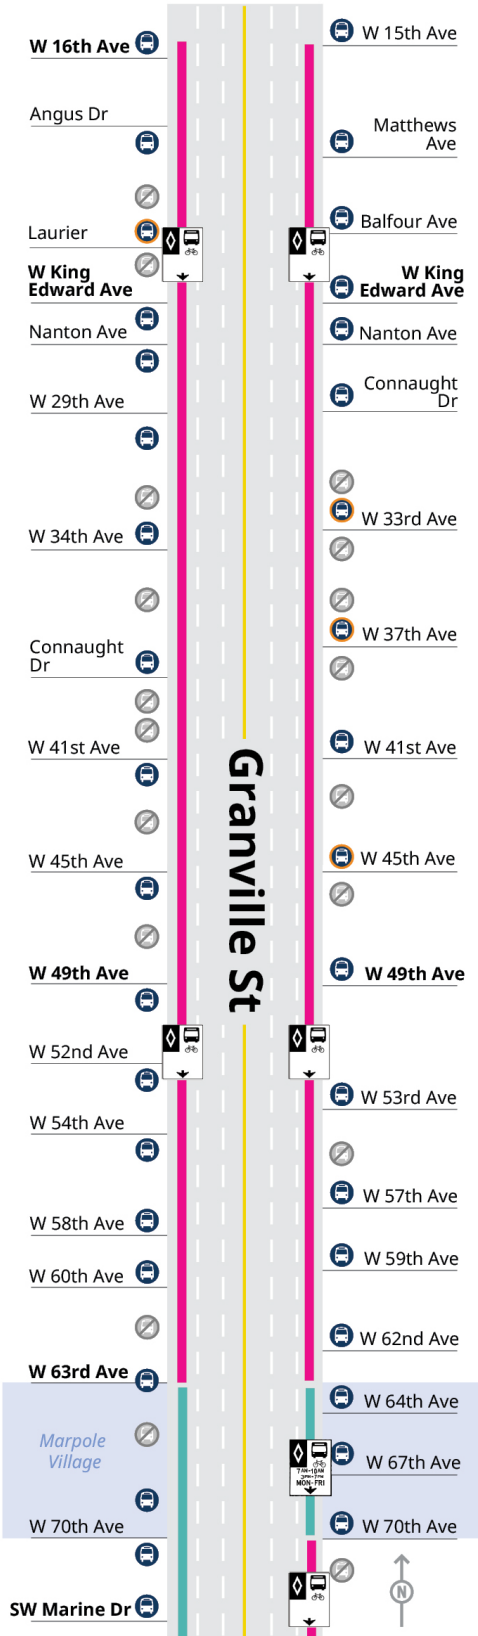 W 15th Ave
W 16th Ave
Angus Dr
Matthews
Ave
Balfour Ave
Laurier
W King
Edward Ave
W King
Edward Ave
Nanton Ave
Nanton Ave
Connaught
Dr
W 29th Ave
W 33rd Ave
W 34th Ave
W 37th Ave
Connaught
Dr
W 41st Ave
W 41st Ave
Granville St
W 45th Ave
W 45th Ave
W 49th Ave
W 49th Ave
W 52nd Ave
W 53rd Ave
W 54th Ave
W 57th Ave
W 58th Ave
W 59th Ave
W 60th Ave
W 62nd Ave
W 63rd Ave
W 64th Ave
Marpole
Village
7AM-10AM
3PM-7PM
MON-FRI
W 67th Ave
W 70th Ave
W 70th Ave
N
SW Marine Dr